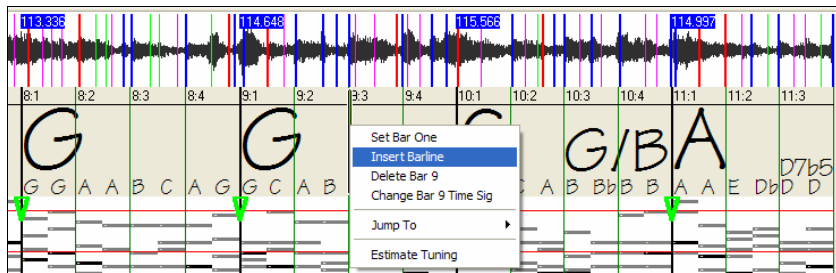 113.336 114.648 115.566 114.997
8:1 8:2 8:3 8:4 9:1 9:2 9:3 9:4 10:1 10:2 10:3 10:4 11:1 11:2 11:3
G G G/B A D7b5
G G A A B C A G G C A B A B Bb B B A A E Db D D
Set Bar One
Insert Barline
Delete Bar 9
Change Bar 9 Time Sig
Jump To
Estimate Tuning